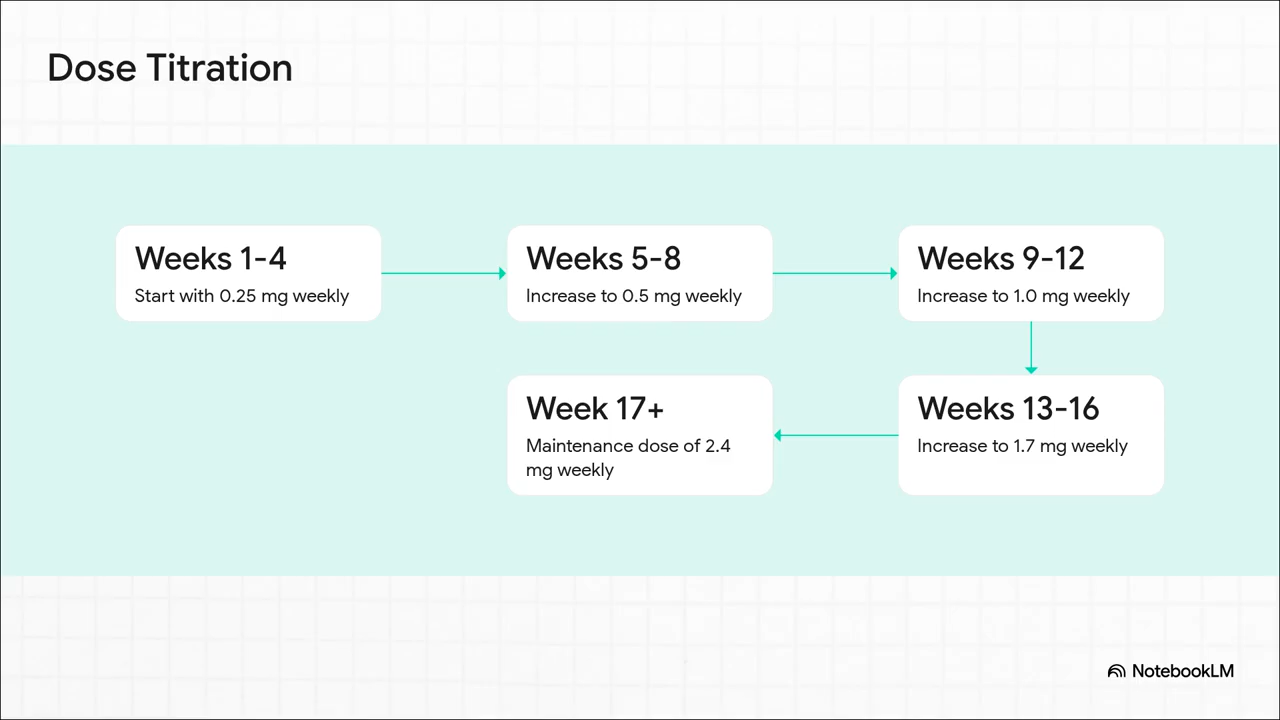 Dose Titration
Weeks 1-4
Start with 0.25 mg weekly
Weeks 5-8
Increase to 0.5 mg weekly
Weeks 9-12
Increase to 1.0 mg weekly
Weeks 13-16
Increase to 1.7 mg weekly
Week 17+
Maintenance dose of 2.4
mg weekly
NotebookLM